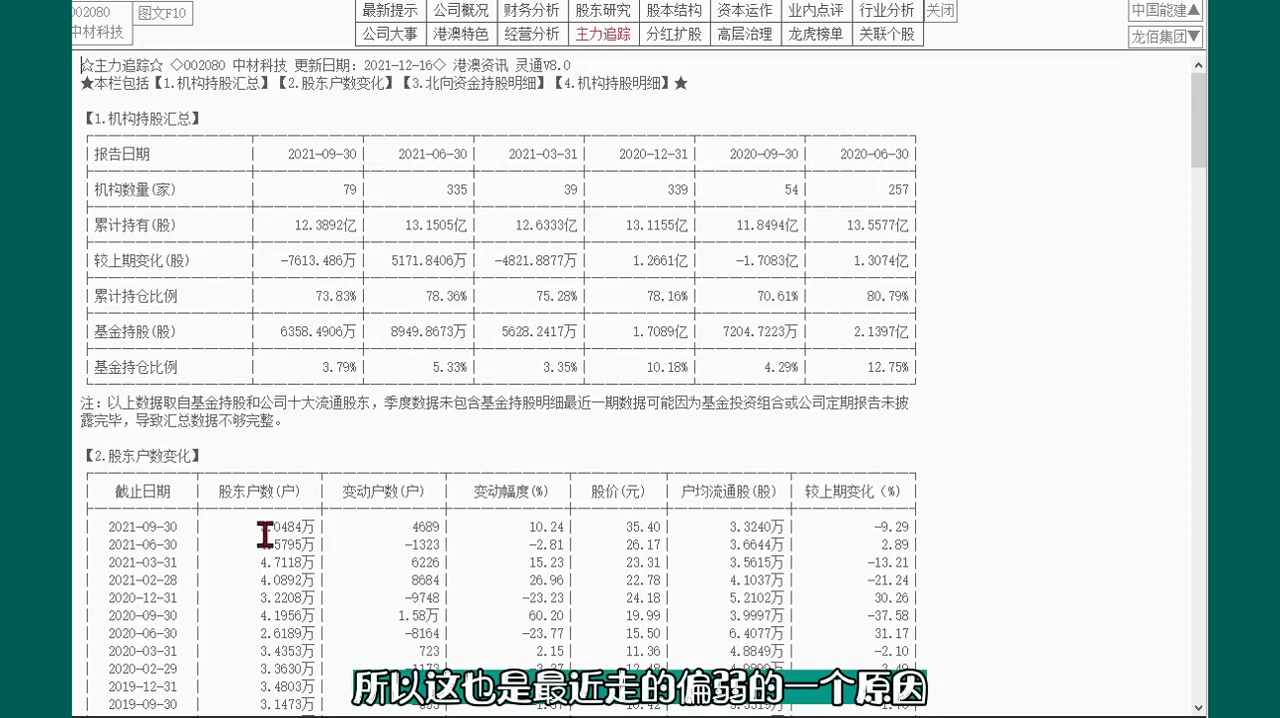 002080 图文F10 最新提示 公司概况 财务分析 股东研究 股本结构 资本运作 业内点评 行业分析 关闭 中国能建▲
中材科技 公司大事 港澳特色 经营分析 主力追踪 分红扩股 高层治理 龙虎榜单 关联个股 龙佰集团▼
☆主力追踪☆ ◇002080 中材科技 更新日期：2021-12-16◇ 港澳资讯 灵通V8.0
★本栏包括【1.机构持股汇总】【2.股东户数变化】【3.北向资金持股明细】【4.机构持股明细】★
【1.机构持股汇总】
报告日期 2021-09-30 2021-06-30 2021-03-31 2020-12-31 2020-09-30 2020-06-30
机构数量(家) 79 335 39 339 54 257
累计持有(股) 12.3892亿 13.1505亿 12.6333亿 13.1155亿 11.8494亿 13.5577亿
较上期变化(股) -7613.486万 5171.8406万 -4821.8877万 1.2661亿 -1.7083亿 1.3074亿
累计持仓比例 73.83% 78.36% 75.28% 78.16% 70.61% 80.79%
基金持股(股) 6358.4906万 8949.8673万 5628.2417万 1.7089亿 7204.7223万 2.1397亿
基金持仓比例 3.79% 5.33% 3.35% 10.18% 4.29% 12.75%
注：以上数据取自基金持股和公司十大流通股东，季度数据未包含基金持股明细最近一期数据可能因为基金投资组合或公司定期报告未披
露完毕，导致汇总数据不够完整。
【2.股东户数变化】
截止日期 股东户数(户) 变动户数(户) 变动幅度(%) 股价(元) 户均流通股(股) 较上期变化（%)
2021-09-30 0484万 4689 10.24 35.40 3.3240万 -9.29
2021-06-30 5795万 -1323 -2.81 26.17 3.6644万 2.89
2021-03-31 4.7118万 6226 15.23 23.31 3.5615万 -13.21
2021-02-28 4.0892万 8684 26.96 22.78 4.1037万 -21.24
2020-12-31 3.2208万 -9748 -23.23 24.18 5.2102万 30.26
2020-09-30 4.1956万 1.58万 60.20 19.99 3.9997万 -37.58
2020-06-30 2.6189万 -8164 -23.77 15.50 6.4077万 31.17
2020-03-31 3.4353万 723 2.15 11.36 4.8849万 -2.10
2020-02-29 3.3630万
2019-12-31 3.4803万
2019-09-30 3.1473万
所以这也是最近走的偏弱的一个原因